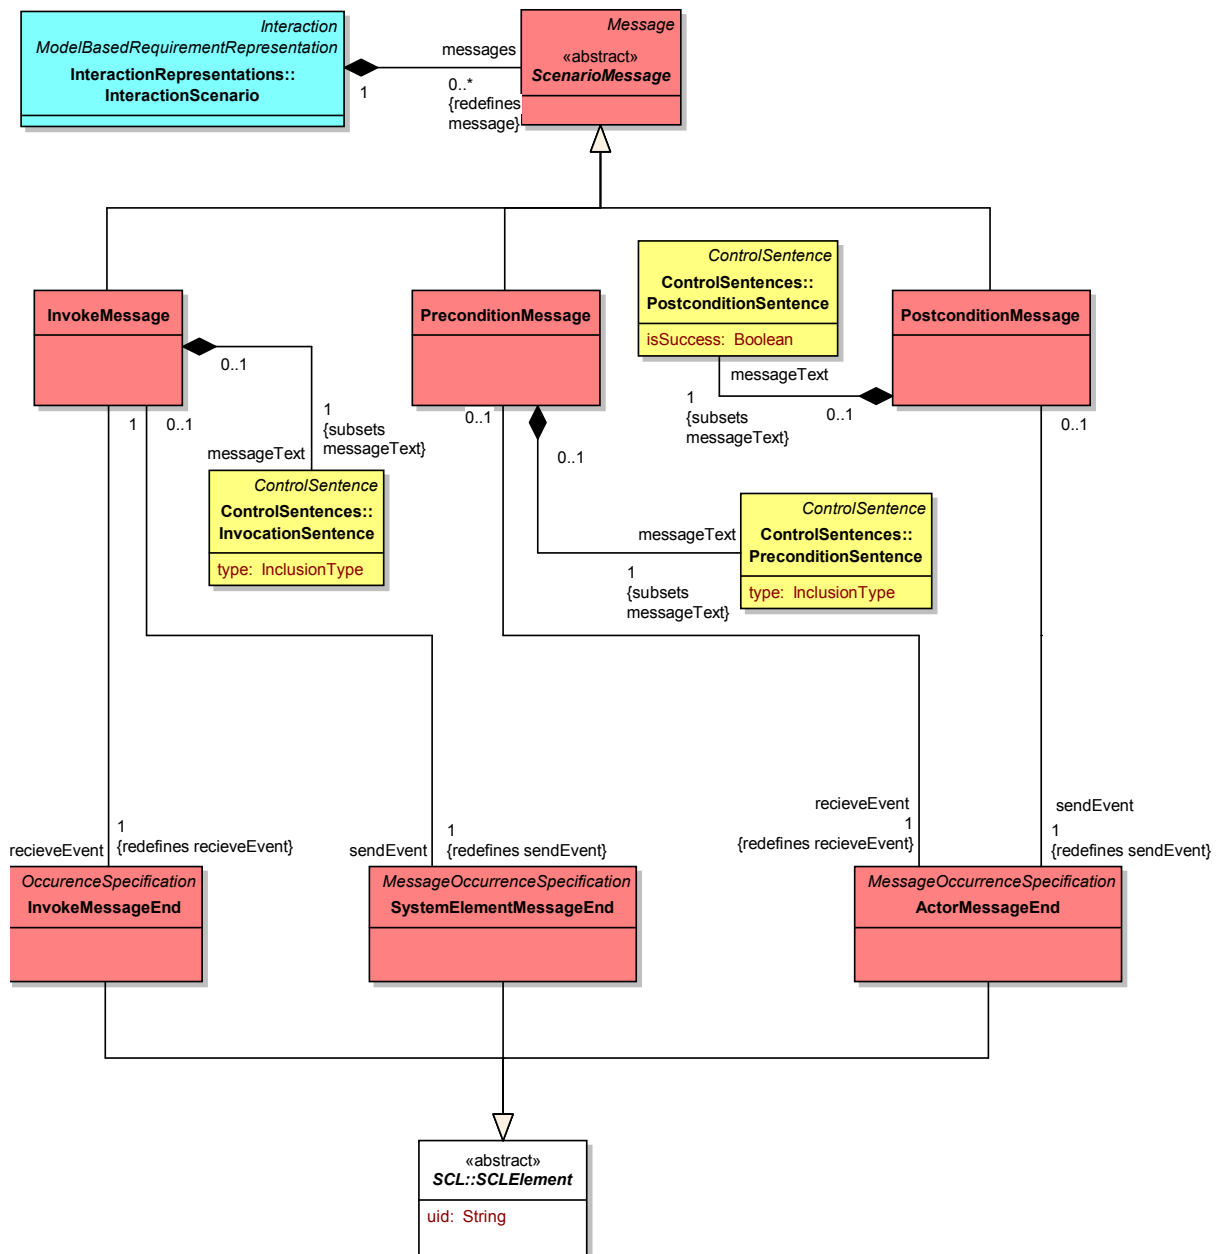 Interaction
ModelBasedRequirementRepresentation
InteractionRepresentations::
InteractionScenario
1
messages
0..*
{redefines
message}
Message
«abstract»
ScenarioMessage
InvokeMessage
0..1
1
0..1
1
{subsets
messageText}
messageText
ControlSentence
ControlSentences::
InvocationSentence
type: InclusionType
PreconditionMessage
0..1
0..1
ControlSentence
ControlSentences::
PostconditionSentence
isSuccess: Boolean
messageText
1
{subsets
messageText}
0..1
PostconditionMessage
0..1
messageText
1
{subsets
messageText}
ControlSentence
ControlSentences::
PreconditionSentence
type: InclusionType
recieveEvent
1
{redefines recieveEvent}
sendEvent
1
{redefines sendEvent}
recieveEvent
1
{redefines recieveEvent}
sendEvent
1
{redefines sendEvent}
OccurenceSpecification
InvokeMessageEnd
MessageOccurrenceSpecification
SystemElementMessageEnd
MessageOccurrenceSpecification
ActorMessageEnd
«abstract»
SCL::SCLElement
uid: String